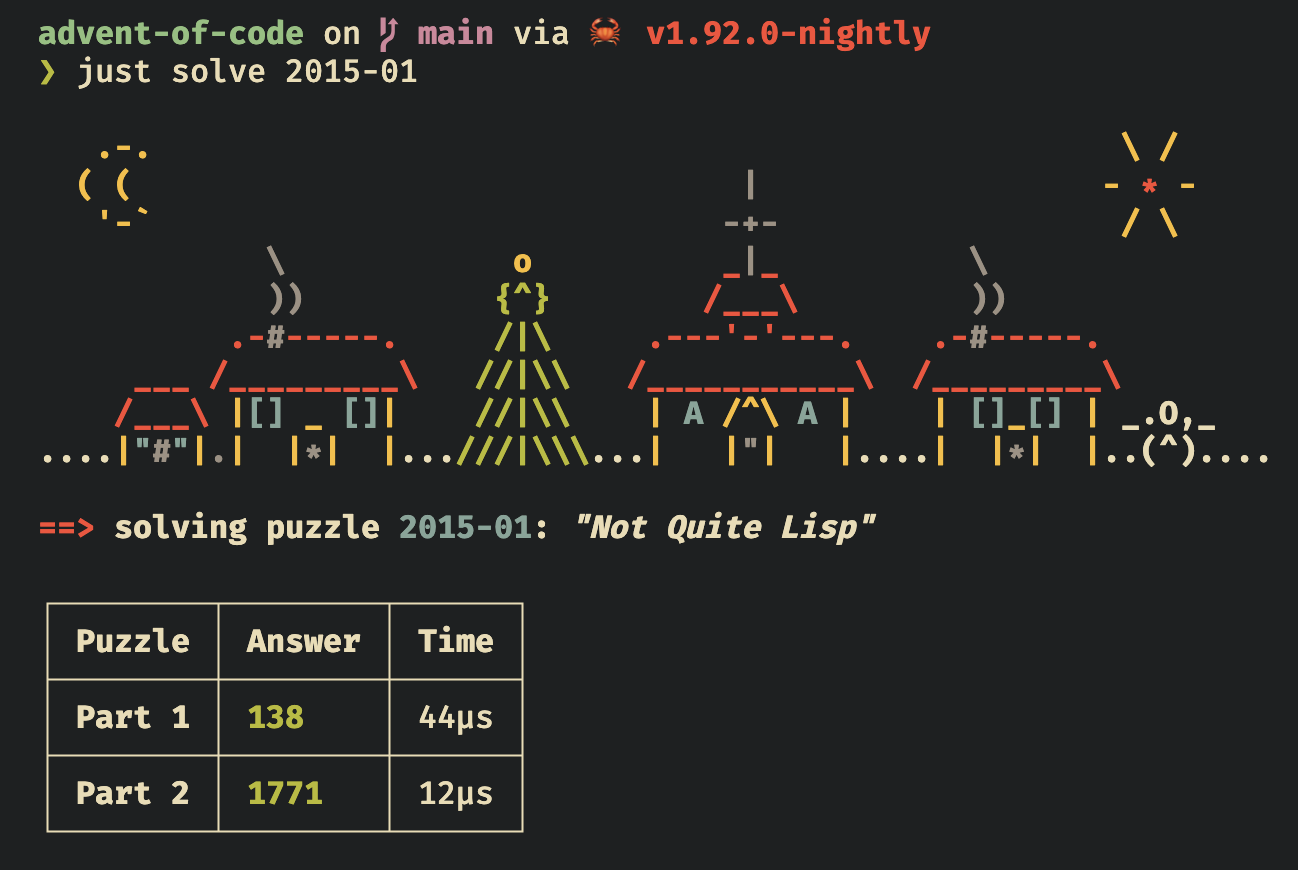 advent-of-code on main via 🦀 v1.92.0-nightly
❯ just solve 2015-01
==> solving puzzle 2015-01: "Not Quite Lisp"
Puzzle Answer Time
Part 1 138 44µs
Part 2 1771 12µs